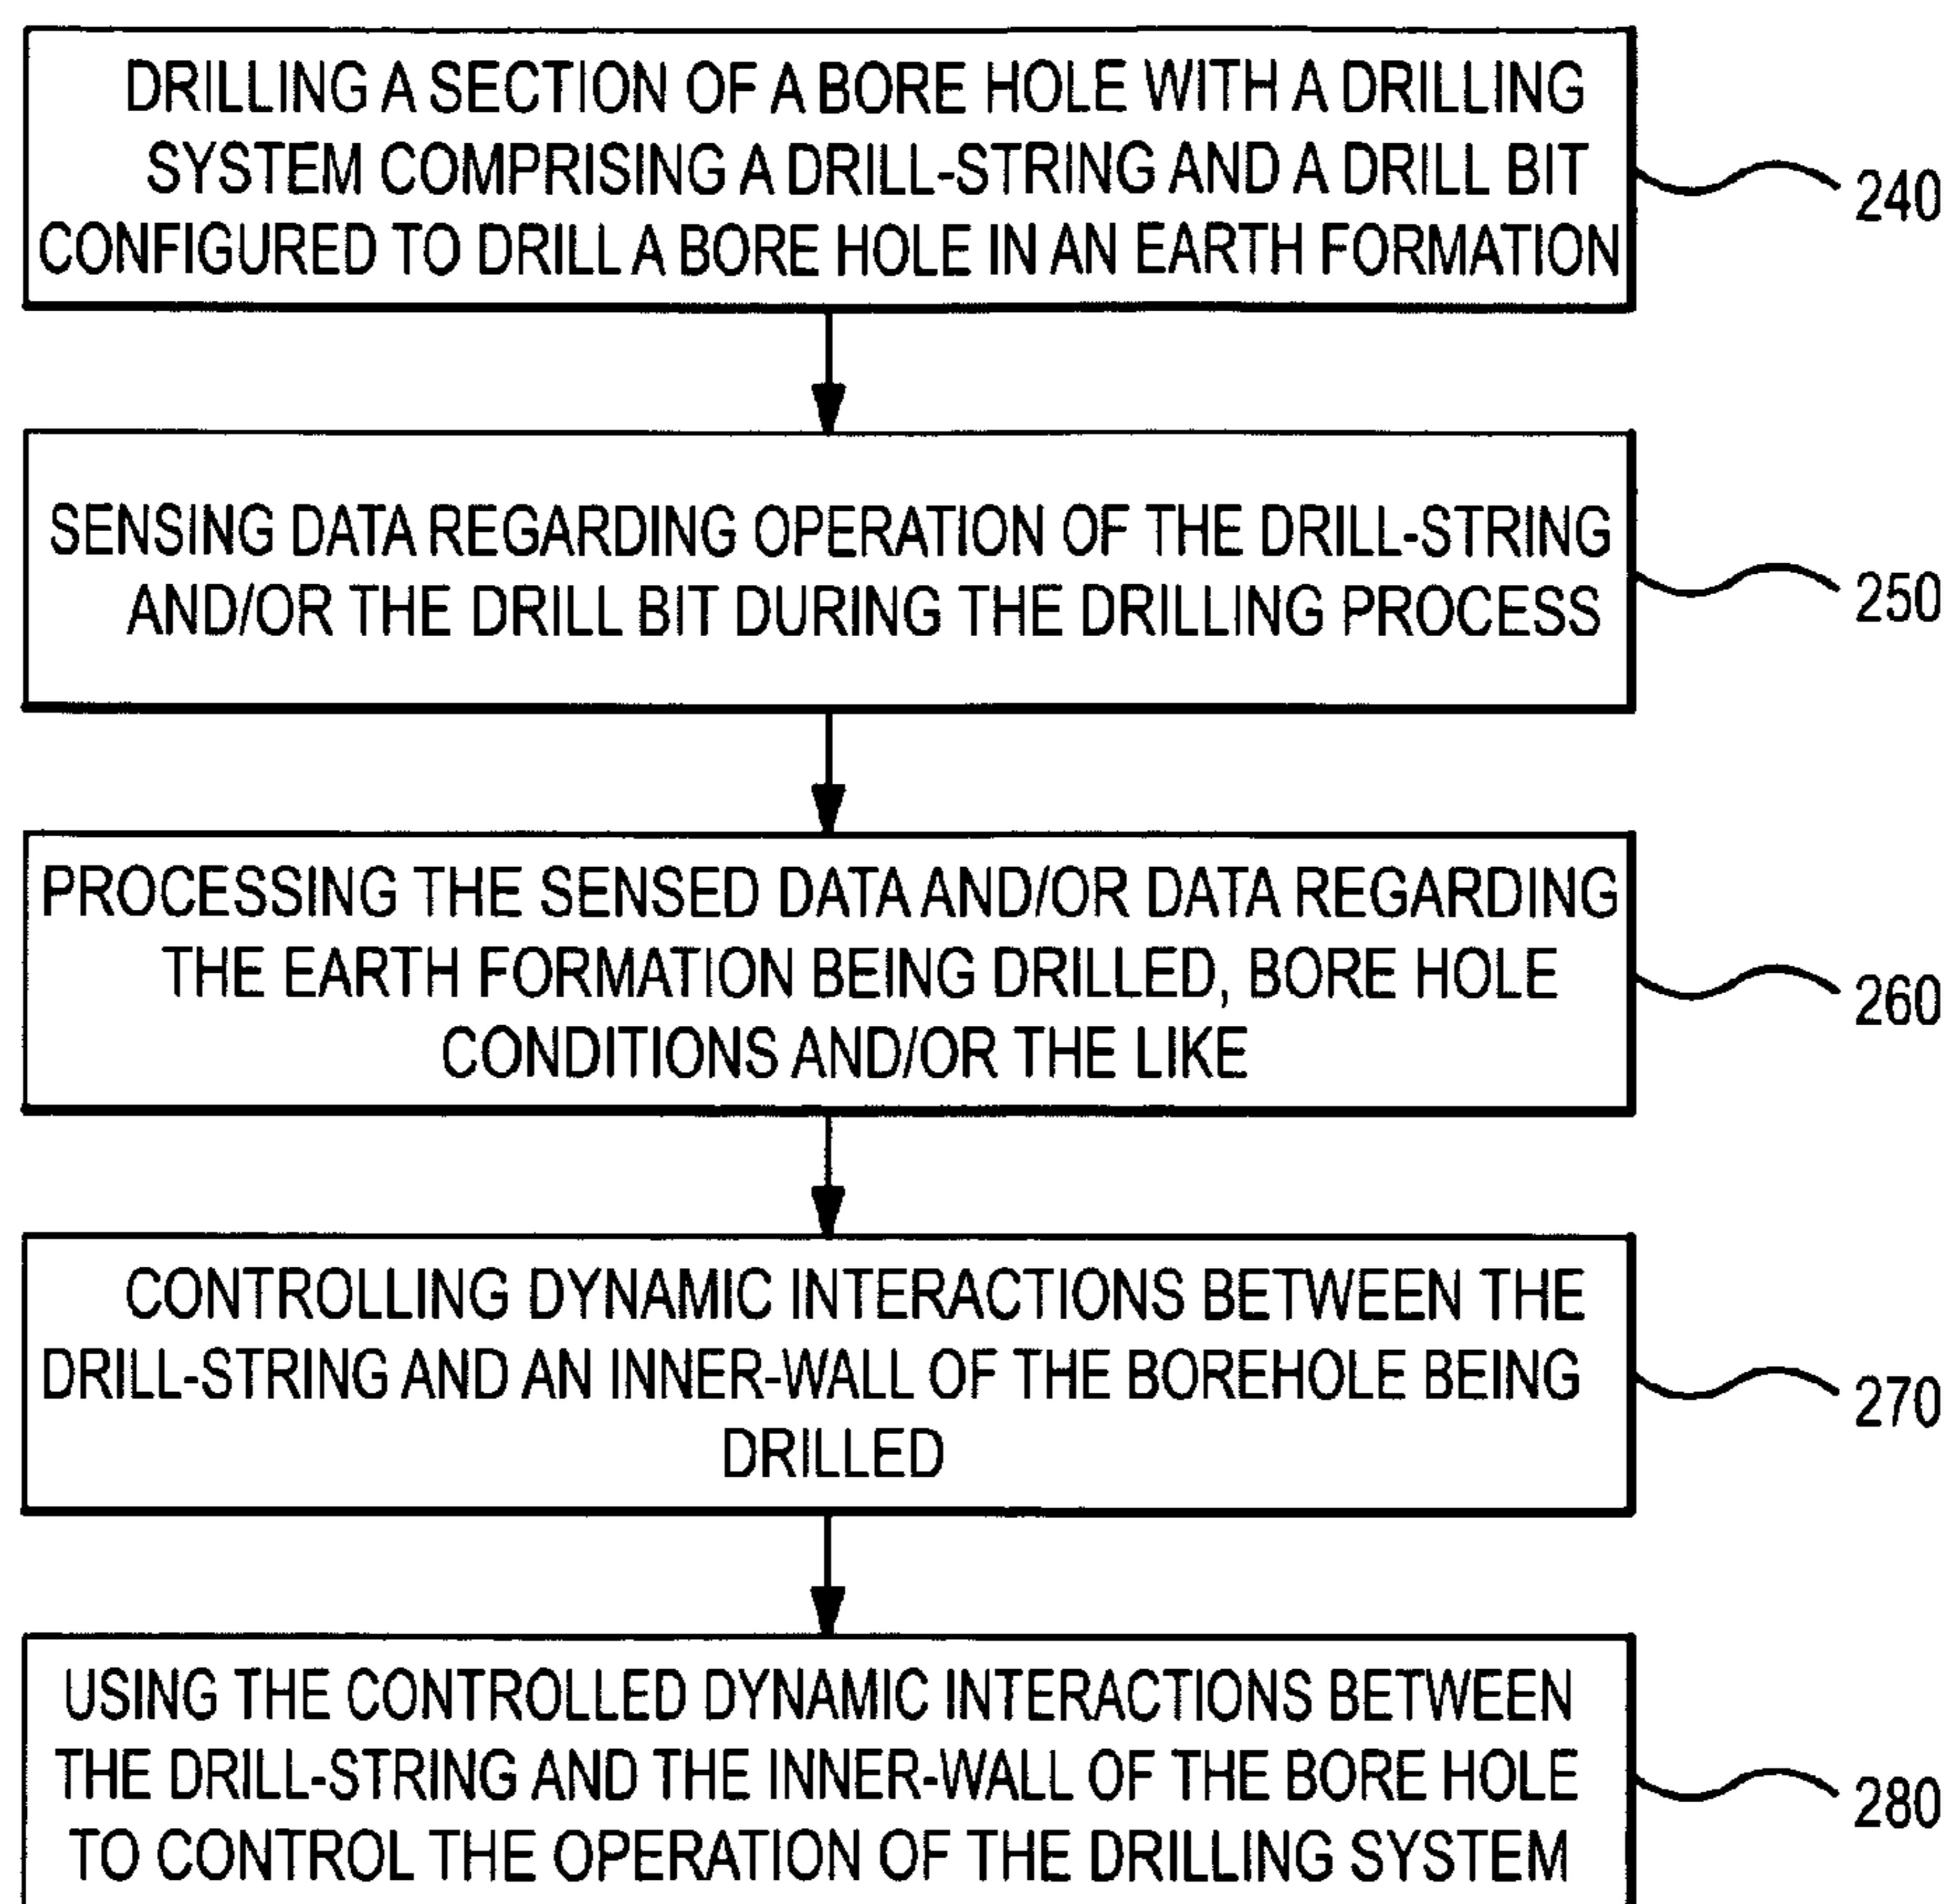 DRILLING A SECTION OF A BORE HOLE WITH A DRILLING
SYSTEM COMPRISING A DRILL-STRING AND A DRILL BIT
CONFIGURED TO DRILL A BORE HOLE IN AN EARTH FORMATION
240
SENSING DATA REGARDING OPERATION OF THE DRILL-STRING
AND/OR THE DRILL BIT DURING THE DRILLING PROCESS
250
PROCESSING THE SENSED DATA AND/OR DATA REGARDING
THE EARTH FORMATION BEING DRILLED, BORE HOLE
CONDITIONS AND/OR THE LIKE
260
CONTROLLING DYNAMIC INTERACTIONS BETWEEN THE
DRILL-STRING AND AN INNER-WALL OF THE BOREHOLE BEING
DRILLED
270
USING THE CONTROLLED DYNAMIC INTERACTIONS BETWEEN
THE DRILL-STRING AND THE INNER-WALL OF THE BORE HOLE
TO CONTROL THE OPERATION OF THE DRILLING SYSTEM
280